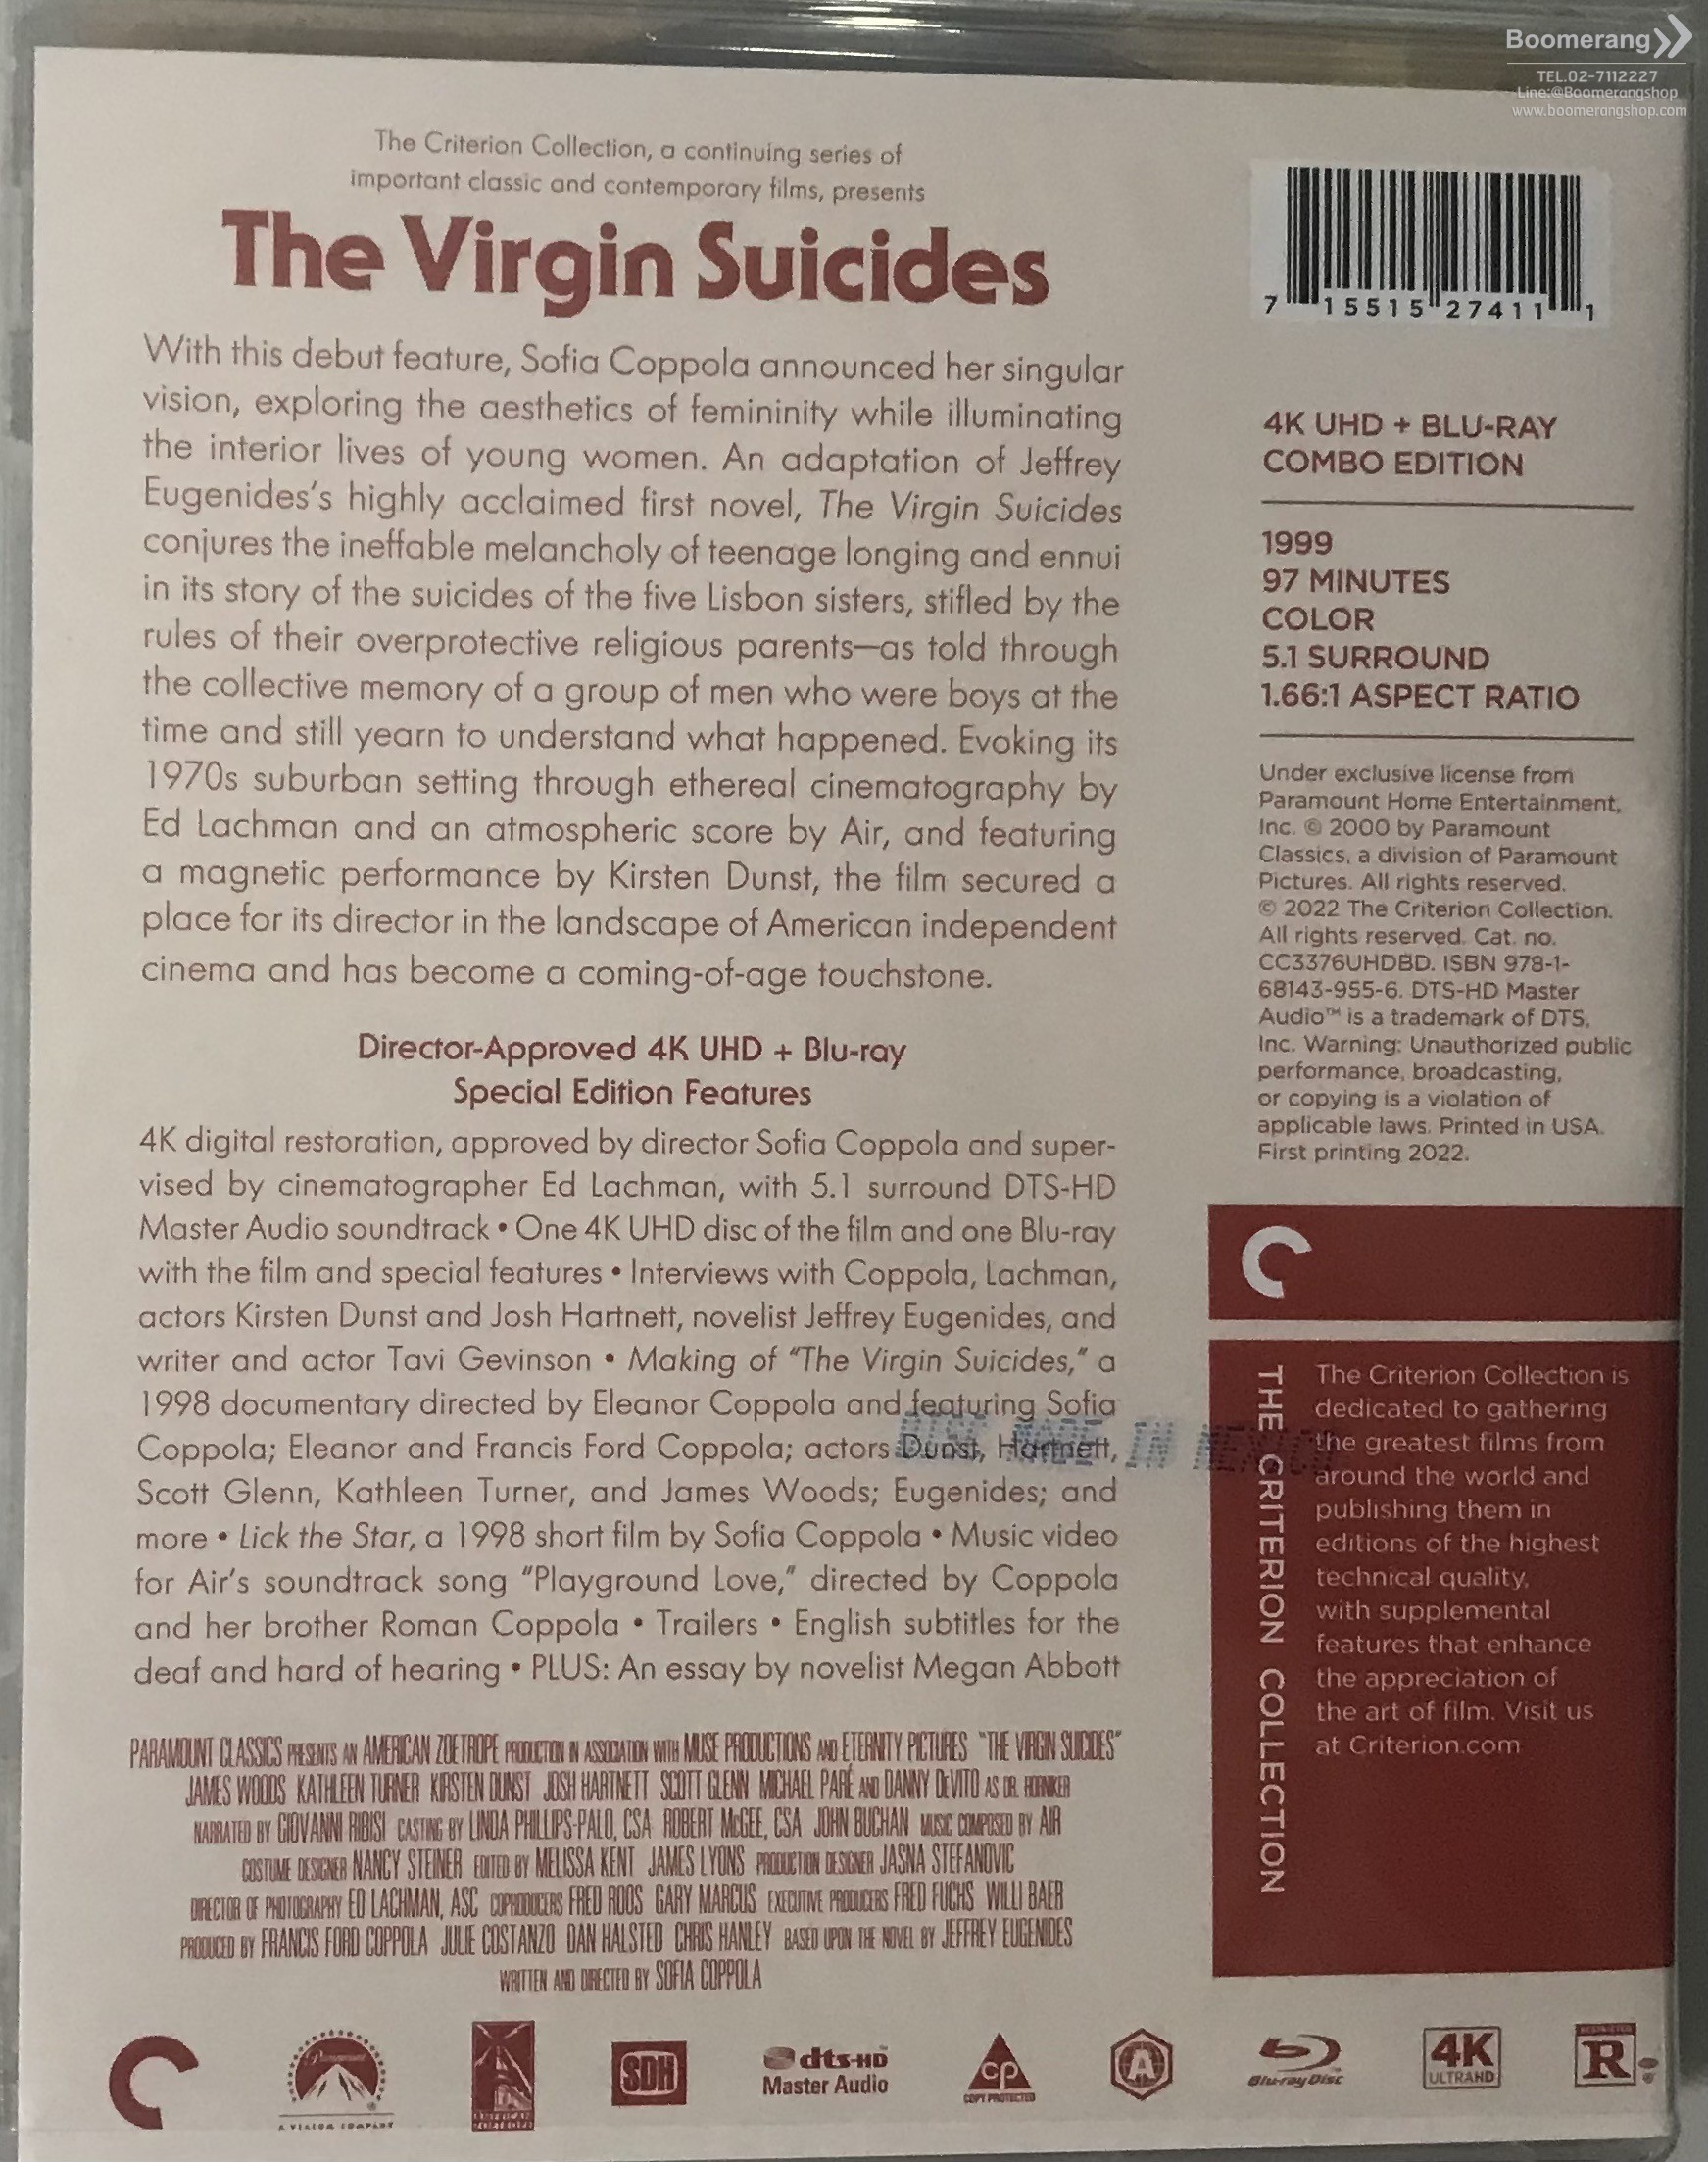 Boomerang
TEL.02-7112227
Line:@Boomerangshop
www.boomerangshop.com
The Criterion Collection, a continuing series of
important classic and contemporary films, presents
The Virgin Suicides
With this debut feature, Sofia Coppola announced her singular
vision, exploring the aesthetics of femininity while illuminating
the interior lives of young women. An adaptation of Jeffrey
Eugenides's highly acclaimed first novel, The Virgin Suicides
conjures the ineffable melancholy of teenage longing and ennui
in its story of the suicides of the five Lisbon sisters, stifled by the
rules of their overprotective religious parents—as told through
the collective memory of a group of men who were boys at the
time and still yearn to understand what happened. Evoking its
1970s suburban setting through ethereal cinematography by
Ed Lachman and an atmospheric score by Air, and featuring
a magnetic performance by Kirsten Dunst, the film secured a
place for its director in the landscape of American independent
cinema and has become a coming-of-age touchstone.
Director-Approved 4K UHD + Blu-ray
Special Edition Features
4K digital restoration, approved by director Sofia Coppola and super-
vised by cinematographer Ed Lachman, with 5.1 surround DTS-HD
Master Audio soundtrack • One 4K UHD disc of the film and one Blu-ray
with the film and special features • Interviews with Coppola, Lachman,
actors Kirsten Dunst and Josh Hartnett, novelist Jeffrey Eugenides, and
writer and actor Tavi Gevinson • Making of "The Virgin Suicides," a
1998 documentary directed by Eleanor Coppola and featuring Sofia
Coppola; Eleanor and Francis Ford Coppola; actors Dunst, Hartnett,
Scott Glenn, Kathleen Turner, and James Woods; Eugenides; and
more • Lick the Star, a 1998 short film by Sofia Coppola • Music video
for Air's soundtrack song "Playground Love," directed by Coppola
and her brother Roman Coppola • Trailers • English subtitles for the
deaf and hard of hearing • PLUS: An essay by novelist Megan Abbott
PARAMOUNT CLASSICS PRESENTS AN AMERICAN ZOETROPE PRODUCTION IN ASSOCIATION WITH MUSE PRODUCTIONS AND ETERNITY PICTURES "THE VIRGIN SUICIDES"
JAMES WOODS KATHLEEN TURNER KIRSTEN DUNST JOSH HARTNETT SCOTT GLENN MICHAEL PARÉ AND DANNY DeVITO AS DR. HORNIKER
NARRATED BY GIOVANNI RIBISI CASTING BY LINDA PHILLIPS-PALO, CSA ROBERT McGEE, CSA JOHN BUCHAN MUSIC COMPOSED BY AIR
COSTUME DESIGNER NANCY STEINER EDITED BY MELISSA KENT JAMES LYONS PRODUCTION DESIGNER JASNA STEFANOVIC
DIRECTOR OF PHOTOGRAPHY ED LACHMAN, ASC COPRODUCERS FRED ROOS GARY MARCUS EXECUTIVE PRODUCERS FRED FUCHS WILLI BAER
PRODUCED BY FRANCIS FORD COPPOLA JULIE COSTANZO DAN HALSTED CHRIS HANLEY BASED UPON THE NOVEL BY JEFFREY EUGENIDES
WRITTEN AND DIRECTED BY SOFIA COPPOLA
7 15515 27411 1
4K UHD + BLU-RAY
COMBO EDITION
1999
97 MINUTES
COLOR
5.1 SURROUND
1.66:1 ASPECT RATIO
Under exclusive license from
Paramount Home Entertainment,
Inc. © 2000 by Paramount
Classics, a division of Paramount
Pictures. All rights reserved.
© 2022 The Criterion Collection.
All rights reserved. Cat. no.
CC3376UHDBD. ISBN 978-1-
68143-955-6. DTS-HD Master
Audio™ is a trademark of DTS,
Inc. Warning: Unauthorized public
performance, broadcasting,
or copying is a violation of
applicable laws. Printed in USA.
First printing 2022.
THE CRITERION COLLECTION
The Criterion Collection is
dedicated to gathering
the greatest films from
around the world and
publishing them in
editions of the highest
technical quality,
with supplemental
features that enhance
the appreciation of
the art of film. Visit us
at Criterion.com
Paramount
SDH
dts-HD
Master Audio
CP
COPY PROTECTED
A
Blu-ray Disc
4K
ULTRAHD
RESTRICTED
R